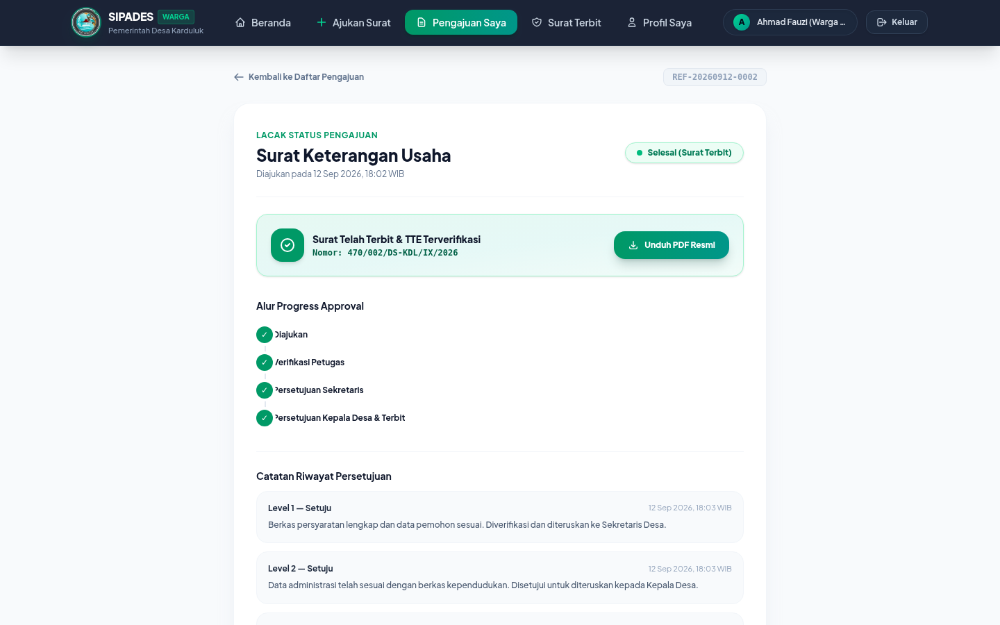 SIPADES WARGA
Pemerintah Desa Karduluk
Beranda
Ajukan Surat
Pengajuan Saya
Surat Terbit
Profil Saya
A Ahmad Fauzi (Warga ...
Keluar
Kembali ke Daftar Pengajuan
REF-20260912-0002
LACAK STATUS PENGAJUAN
Surat Keterangan Usaha
Diajukan pada 12 Sep 2026, 18:02 WIB
Selesai (Surat Terbit)
Surat Telah Terbit & TTE Terverifikasi
Nomor: 470/002/DS-KDL/IX/2026
Unduh PDF Resmi
Alur Progress Approval
✓ Diajukan
✓ Verifikasi Petugas
✓ Persetujuan Sekretaris
✓ Persetujuan Kepala Desa & Terbit
Catatan Riwayat Persetujuan
Level 1 — Setuju
12 Sep 2026, 18:03 WIB
Berkas persyaratan lengkap dan data pemohon sesuai. Diverifikasi dan diteruskan ke Sekretaris Desa.
Level 2 — Setuju
12 Sep 2026, 18:03 WIB
Data administrasi telah sesuai dengan berkas kependudukan. Disetujui untuk diteruskan kepada Kepala Desa.